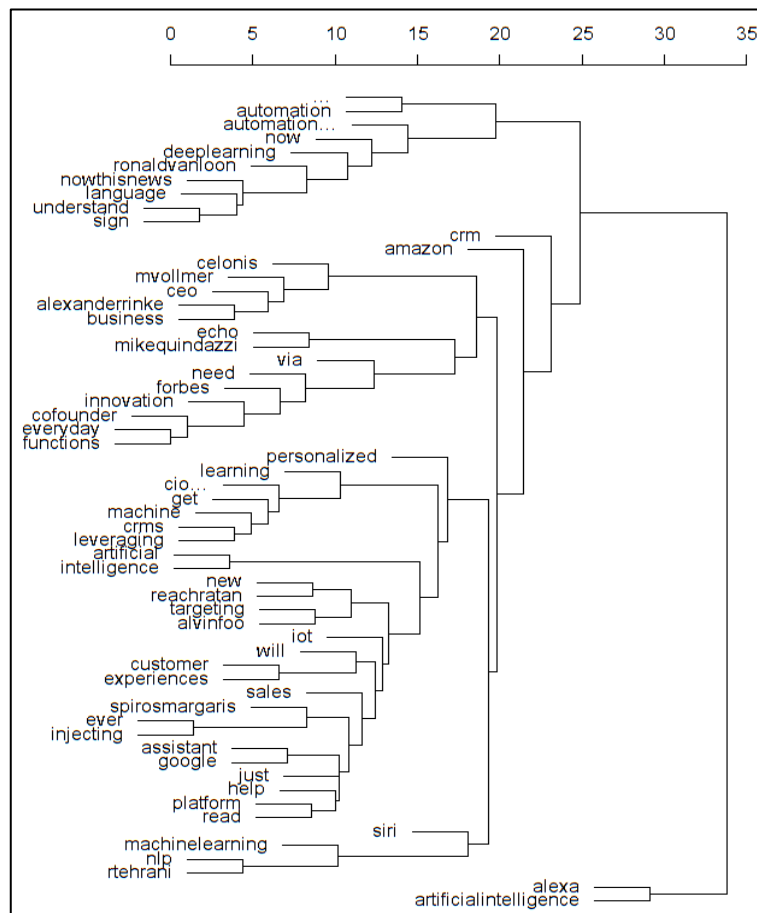 0 5 10 15 20 25 30 35
…
automation
automation…
now
deeplearning
ronaldvanloon
nowthisnews
language
understand
sign
crm
amazon
celonis
mvollmer
ceo
alexanderrinke
business
echo
mikequindazzi
via
need
forbes
innovation
cofounder
everyday
functions
personalized
learning
cio…
get
machine
crms
leveraging
artificial
intelligence
new
reachratan
targeting
alvinfoo
iot
will
customer
experiences
sales
spirosmargaris
ever
injecting
assistant
google
just
help
platform
read
siri
machinelearning
nlp
rtehrani
alexa
artificialintelligence